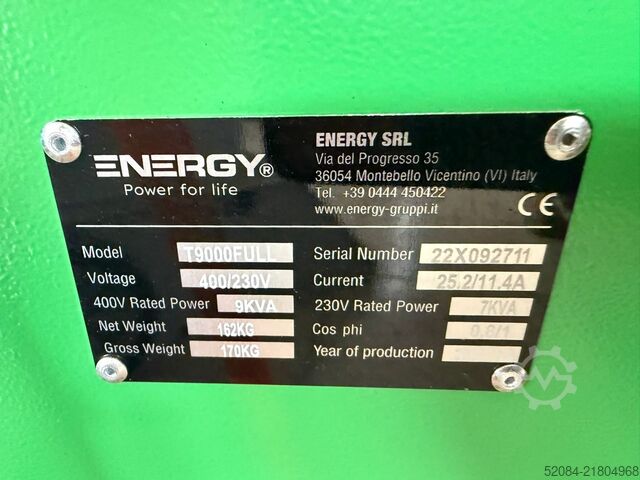 ENERGY®
Power for life
ENERGY SRL
Via del Progresso 35
36054 Montebello Vicentino (VI) Italy
Tel. +39 0444 450422
www.energy-gruppi.it
CE
Model T9000FULL Serial Number 22X092711
Voltage 400/230V Current 25.2/11.4A
400V Rated Power 9KVA 230V Rated Power 7KVA
Net Weight 162KG Cos phi 0.8/1
Gross Weight 170KG Year of production
52084-21804968